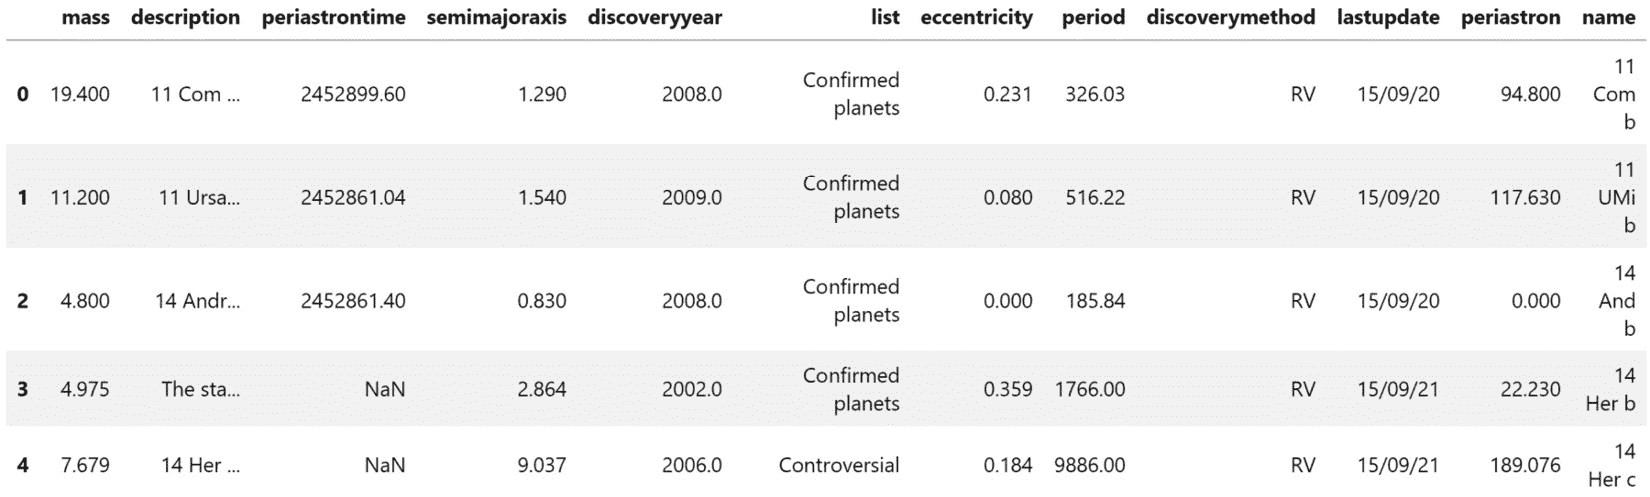 mass description periastrontime semimajoraxis discoveryyear list eccentricity period discoverymethod lastupdate periastron name
0 19.400 11 Com ... 2452899.60 1.290 2008.0 Confirmed planets 0.231 326.03 RV 15/09/20 94.800 11 Com b
1 11.200 11 Ursa... 2452861.04 1.540 2009.0 Confirmed planets 0.080 516.22 RV 15/09/20 117.630 11 UMi b
2 4.800 14 Andr... 2452861.40 0.830 2008.0 Confirmed planets 0.000 185.84 RV 15/09/20 0.000 14 And b
3 4.975 The sta... NaN 2.864 2002.0 Confirmed planets 0.359 1766.00 RV 15/09/21 22.230 14 Her b
4 7.679 14 Her ... NaN 9.037 2006.0 Controversial 0.184 9886.00 RV 15/09/21 189.076 14 Her c